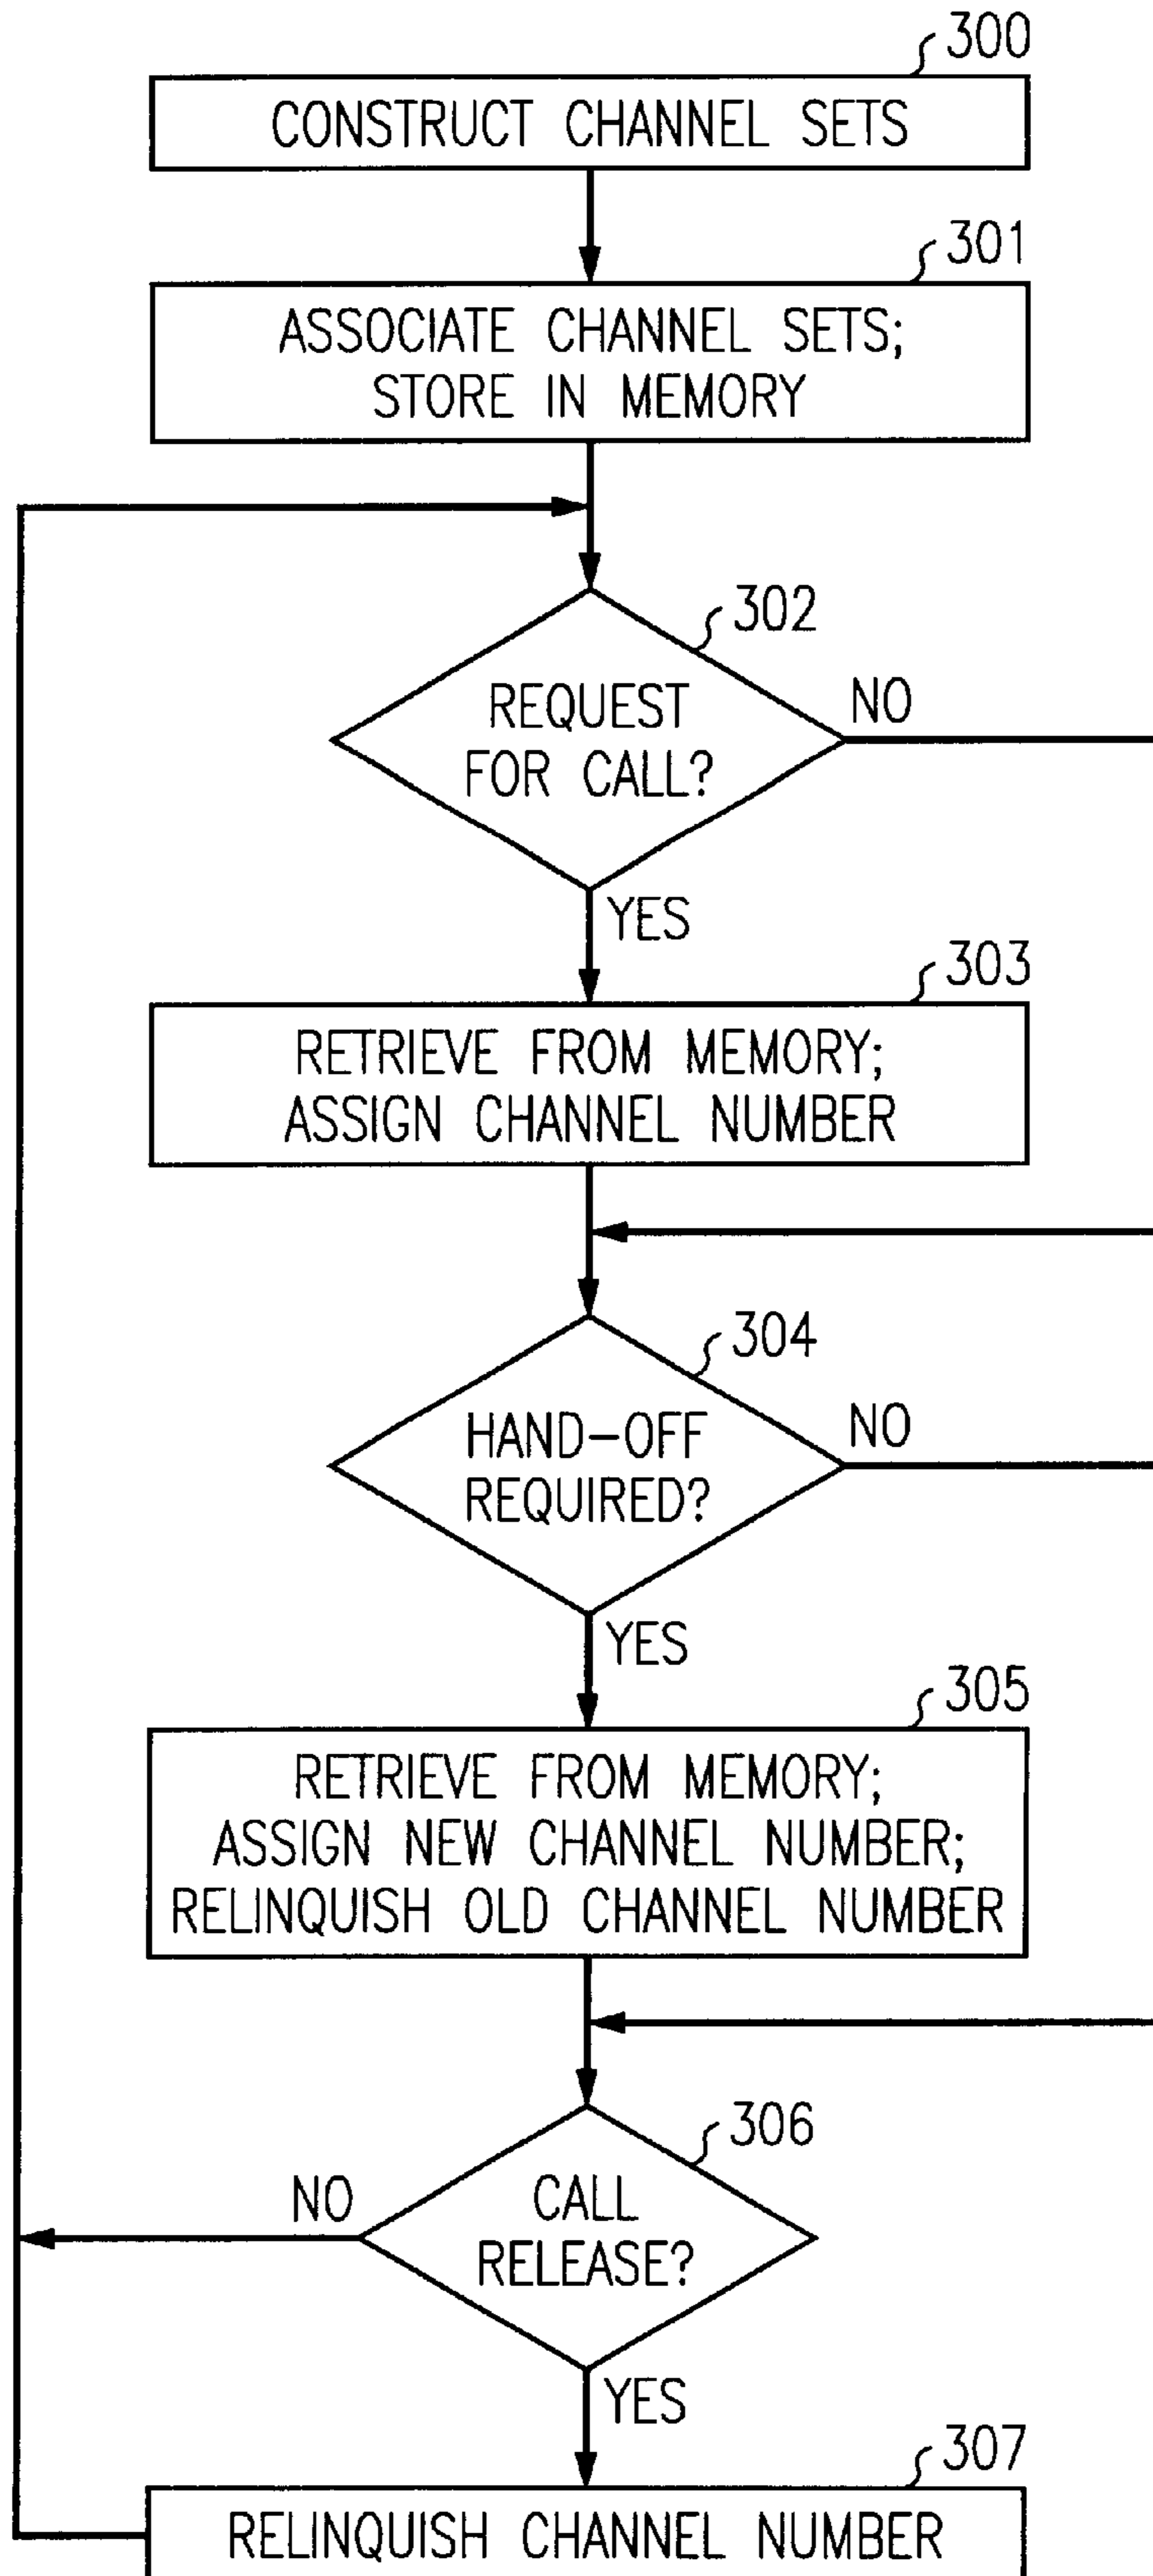 300
CONSTRUCT CHANNEL SETS
301
ASSOCIATE CHANNEL SETS;
STORE IN MEMORY
302
REQUEST
FOR CALL?
NO
YES
303
RETRIEVE FROM MEMORY;
ASSIGN CHANNEL NUMBER
304
HAND-OFF
REQUIRED?
NO
YES
305
RETRIEVE FROM MEMORY;
ASSIGN NEW CHANNEL NUMBER;
RELINQUISH OLD CHANNEL NUMBER
306
NO
CALL
RELEASE?
YES
307
RELINQUISH CHANNEL NUMBER